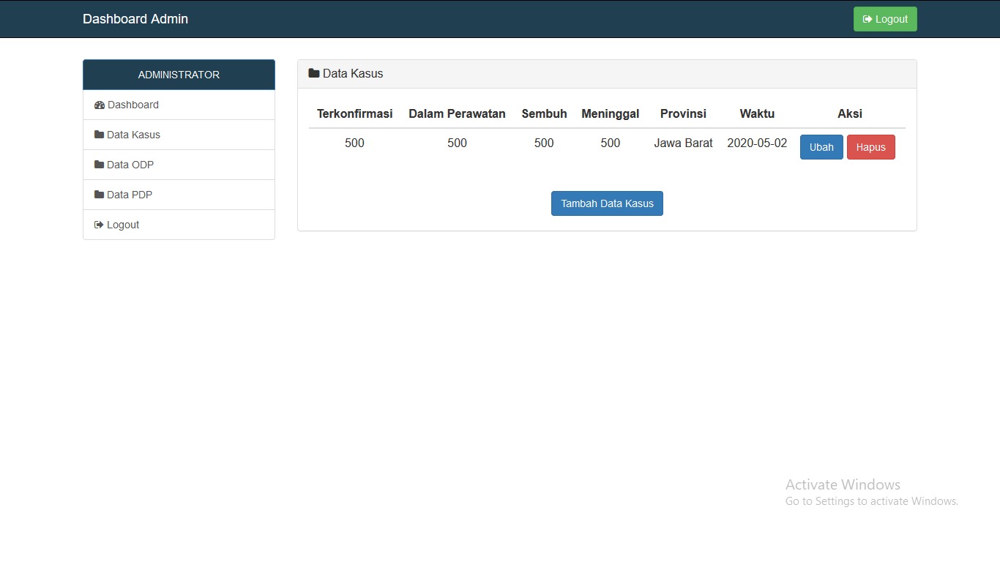 Dashboard Admin
Logout
ADMINISTRATOR
Dashboard
Data Kasus
Data ODP
Data PDP
Logout
Data Kasus
Terkonfirmasi Dalam Perawatan Sembuh Meninggal Provinsi Waktu Aksi
500 500 500 500 Jawa Barat 2020-05-02 Ubah Hapus
Tambah Data Kasus
Activate Windows
Go to Settings to activate Windows.